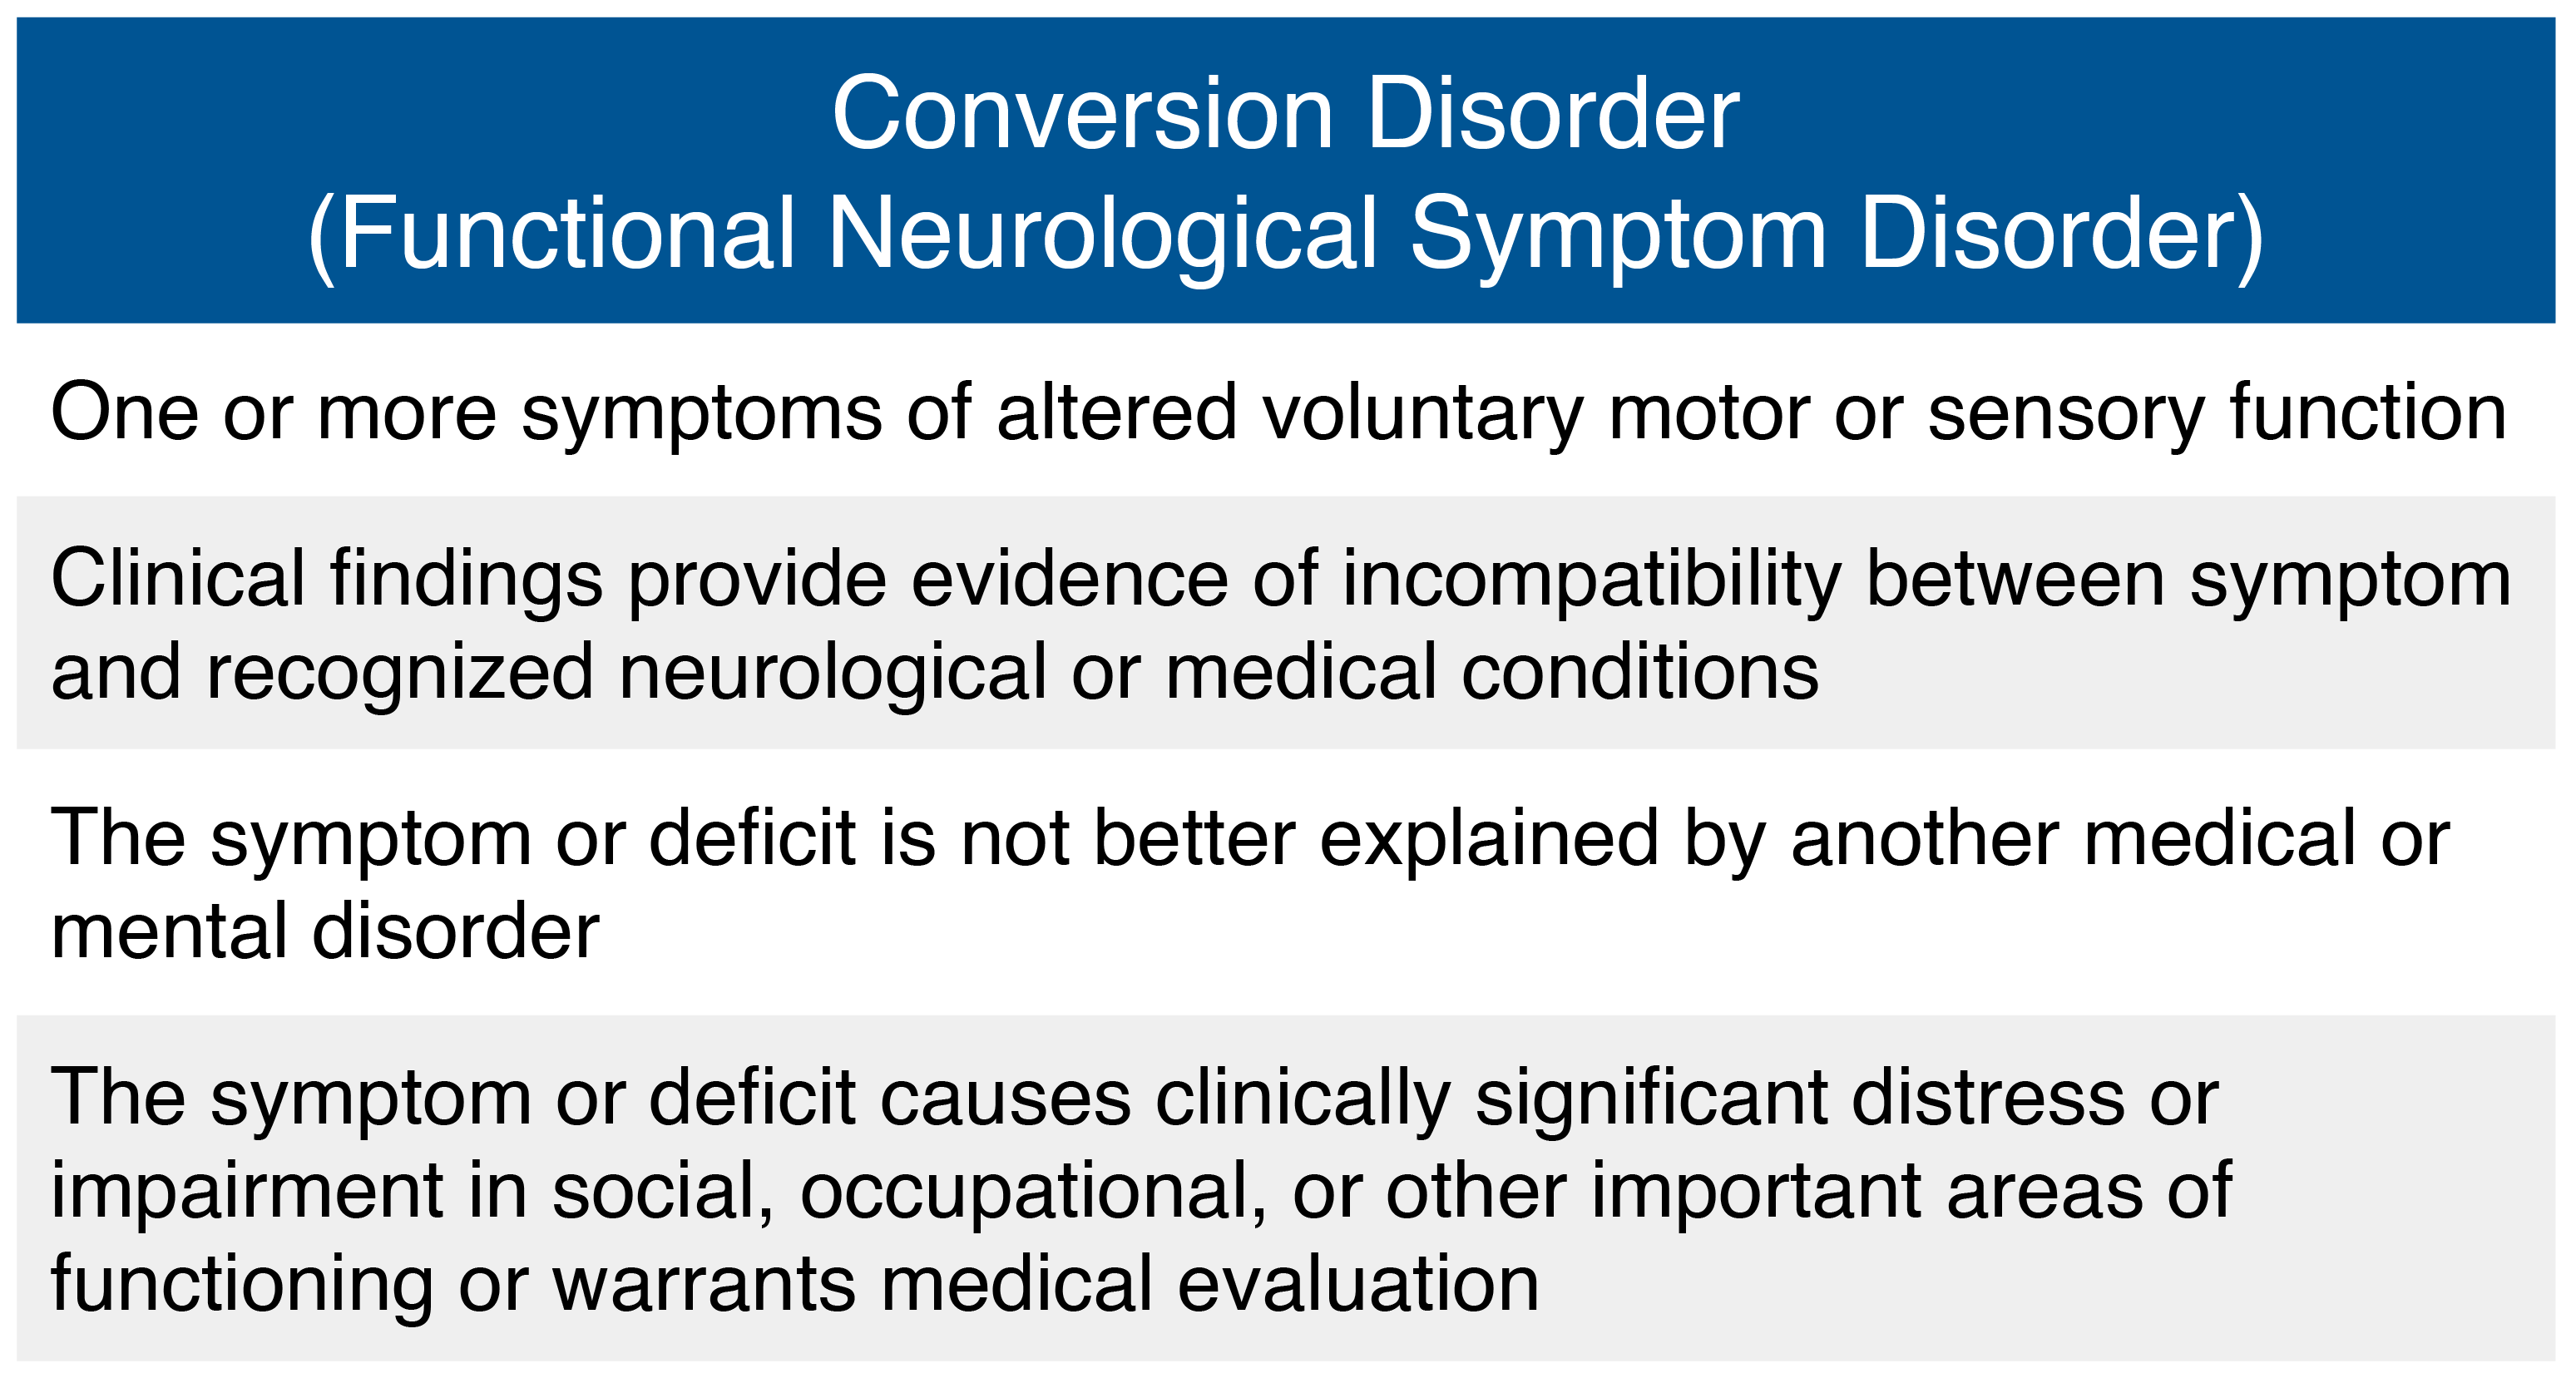 Conversion Disorder
(Functional Neurological Symptom Disorder)
One or more symptoms of altered voluntary motor or sensory function
Clinical findings provide evidence of incompatibility between symptom
and recognized neurological or medical conditions
The symptom or deficit is not better explained by another medical or
mental disorder
The symptom or deficit causes clinically significant distress or
impairment in social, occupational, or other important areas of
functioning or warrants medical evaluation